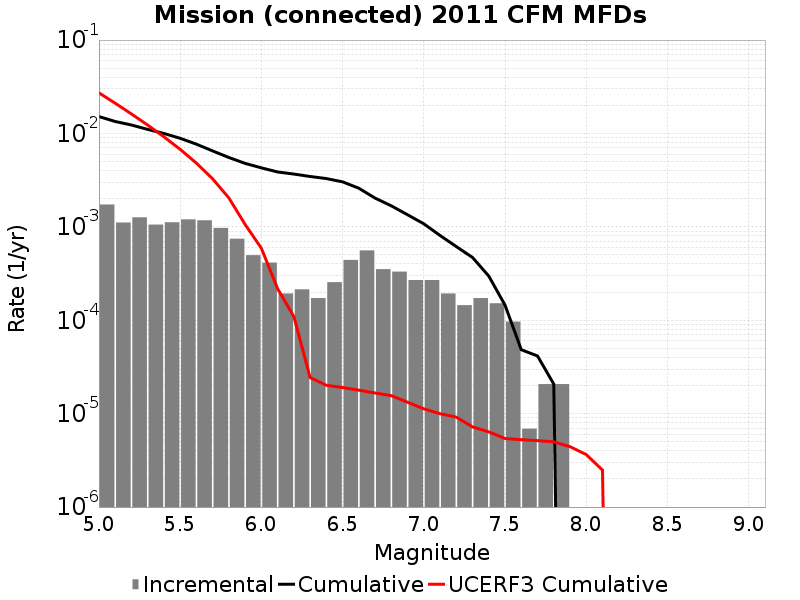 Mission (connected) 2011 CFM MFDs
10-1
10-2
10-3
10-4
10-5
10-6
Rate (1/yr)
5.0 5.5 6.0 6.5 7.0 7.5 8.0 8.5 9.0
Magnitude
Incremental Cumulative UCERF3 Cumulative